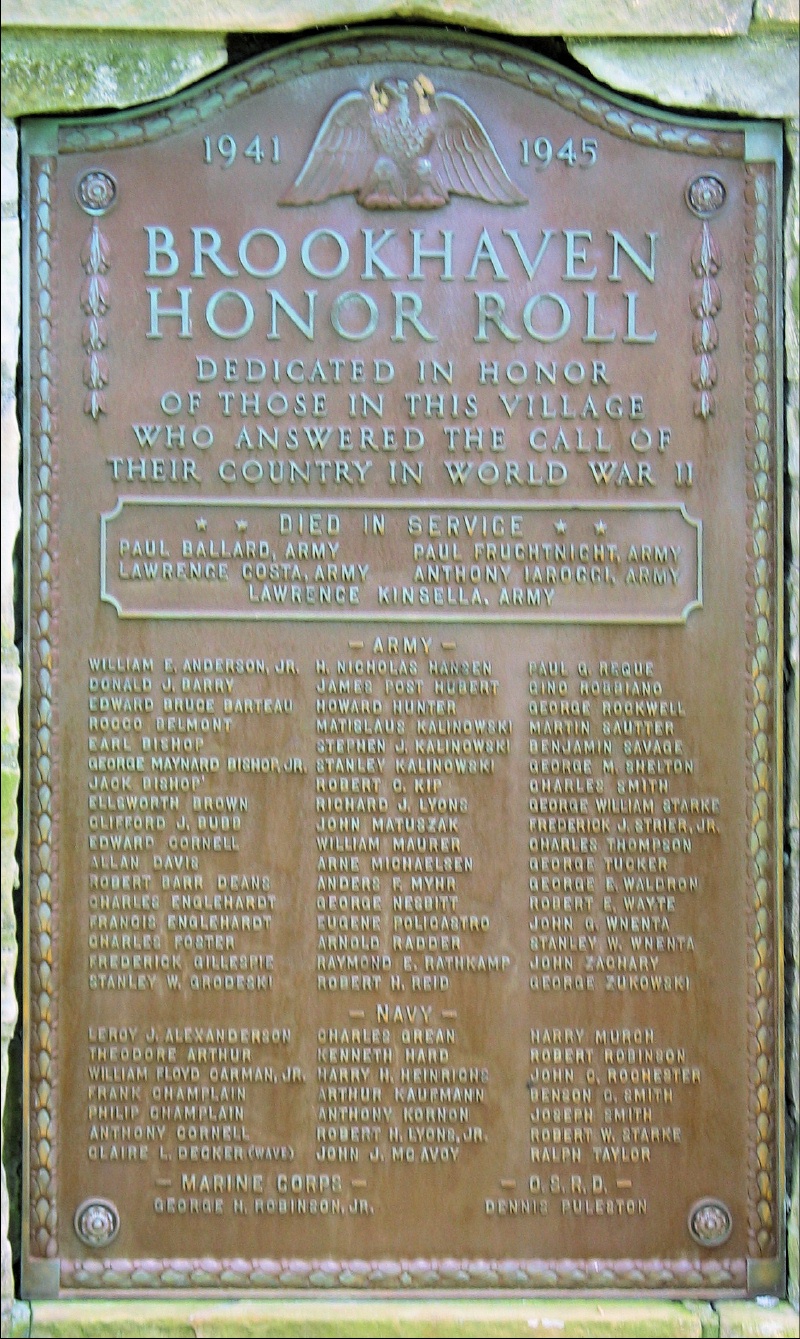 1941 1945
BROOKHAVEN
HONOR ROLL
DEDICATED IN HONOR
OF THOSE IN THIS VILLAGE
WHO ANSWERED THE CALL OF
THEIR COUNTRY IN WORLD WAR II
★ ★ DIED IN SERVICE ★ ★
PAUL BALLARD, ARMY PAUL FRUCHTNICHT, ARMY
LAWRENCE COSTA, ARMY ANTHONY IAROCCI, ARMY
LAWRENCE KINSELLA, ARMY
– ARMY –
WILLIAM E. ANDERSON, JR. H. NICHOLAS HANSEN PAUL G. REQUE
DONALD J. BARRY JAMES POST HUBERT GINO ROBBIANO
EDWARD BRUCE BARTEAU HOWARD HUNTER GEORGE ROCKWELL
ROCCO BELMONT MATISLAUS KALINOWSKI MARTIN SAUTTER
EARL BISHOP STEPHEN J. KALINOWSKI BENJAMIN SAVAGE
GEORGE MAYNARD BISHOP, JR. STANLEY KALINOWSKI GEORGE M. SHELTON
JACK BISHOP ROBERT C. KIP CHARLES SMITH
ELLSWORTH BROWN RICHARD J. LYONS GEORGE WILLIAM STARKE
CLIFFORD J. BUBB JOHN MATUSZAK FREDERICK J. STRIER, JR.
EDWARD CORNELL WILLIAM MAURER CHARLES THOMPSON
ALLAN DAVIS ARNE MICHAELSEN GEORGE TUCKER
ROBERT BARR DEANS ANDERS F. MYHR GEORGE E. WALDRON
CHARLES ENGLEHARDT GEORGE NESBITT ROBERT E. WAYTE
FRANCIS ENGLEHARDT EUGENE POLICASTRO JOHN G. WNENTA
CHARLES FOSTER ARNOLD RADDER STANLEY W. WNENTA
FREDERICK GILLESPIE RAYMOND E. RATHKAMP JOHN ZACHARY
STANLEY W. GRODESKI ROBERT H. REID GEORGE ZUKOWSKI
– NAVY –
LEROY J. ALEXANDERSON CHARLES GREAN HARRY MURCH
THEODORE ARTHUR KENNETH HARD ROBERT ROBINSON
WILLIAM FLOYD CARMAN, JR. HARRY H. HEINRICHS JOHN C. ROCHESTER
FRANK CHAMPLAIN ARTHUR KAUFMANN BENSON C. SMITH
PHILIP CHAMPLAIN ANTHONY KORNON JOSEPH SMITH
ANTHONY CORNELL ROBERT H. LYONS, JR. ROBERT W. STARKE
CLAIRE L. DECKER (WAVE) JOHN J. MCAVOY RALPH TAYLOR
– MARINE CORPS – – O.S.R.D. –
GEORGE H. ROBINSON, JR. DENNIS PULESTON